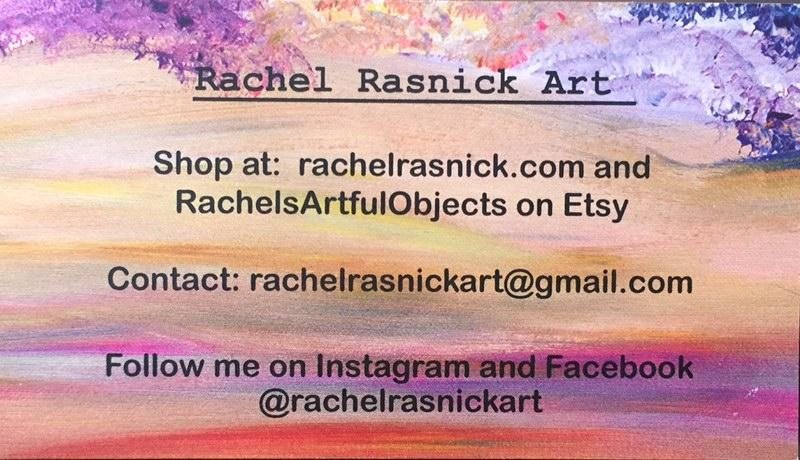 Rachel Rasnick Art
Shop at: rachelrasnick.com and
RachelsArtfulObjects on Etsy
Contact: rachelrasnickart@gmail.com
Follow me on Instagram and Facebook
@rachelrasnickart